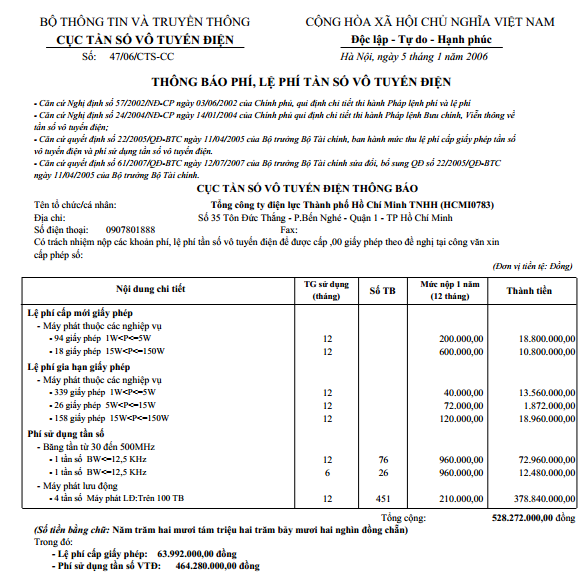 BỘ THÔNG TIN VÀ TRUYỀN THÔNG
CỘNG HÒA XÃ HỘI CHỦ NGHĨA VIỆT NAM
CỤC TẦN SỐ VÔ TUYẾN ĐIỆN
Độc lập - Tự do - Hạnh phúc
Số: 47/06/CTS-CC
Hà Nội, ngày 5 tháng 1 năm 2006
THÔNG BÁO PHÍ, LỆ PHÍ TẦN SỐ VÔ TUYẾN ĐIỆN
- Căn cứ Nghị định số 57/2002/NĐ-CP ngày 03/06/2002 của Chính phủ, qui định chi tiết thi hành Pháp lệnh phí và lệ phí
- Căn cứ Nghị định số 24/2004/NĐ-CP ngày 14/01/2004 của Chính phủ qui định chi tiết thi hành Pháp lệnh Bưu chính, Viễn thông về
tần số vô tuyến điện;
- Căn cứ quyết định số 22/2005/QĐ-BTC ngày 11/04/2005 của Bộ trưởng Bộ Tài chính, ban hành mức thu lệ phí cấp giấy phép tần số
vô tuyến điện và phí sử dụng tần số vô tuyến điện.
- Căn cứ quyết định số 61/2007/QĐ-BTC ngày 12/07/2007 của Bộ trưởng Bộ Tài chính sửa đổi, bổ sung QĐ số 22/2005/QĐ-BTC
ngày 11/04/2005 của Bộ trưởng Bộ Tài chính.
CỤC TẦN SỐ VÔ TUYẾN ĐIỆN THÔNG BÁO
Tên tổ chức/cá nhân: Tổng công ty điện lực Thành phố Hồ Chí Minh TNHH (HCMI0783)
Địa chỉ: Số 35 Tôn Đức Thắng - P.Bến Nghé - Quận 1 - TP Hồ Chí Minh
Số điện thoại: 0907801888 Fax:
Có trách nhiệm nộp các khoản phí, lệ phí tần số vô tuyến điện để được cấp ,00 giấy phép theo đề nghị tại công văn xin
cấp phép số:
(Đơn vị tiền tệ: Đồng)
Nội dung chi tiết TG sử dụng (tháng) Số TB Mức nộp 1 năm (12 tháng) Thành tiền
Lệ phí cấp mới giấy phép
- Máy phát thuộc các nghiệp vụ
- 94 giấy phép 1W<P<=5W 12 200.000,00 18.800.000,00
- 18 giấy phép 15W<P<=150W 12 600.000,00 10.800.000,00
Lệ phí gia hạn giấy phép
- Máy phát thuộc các nghiệp vụ
- 339 giấy phép 1W<P<=5W 12 40.000,00 13.560.000,00
- 26 giấy phép 5W<P<=15W 12 72.000,00 1.872.000,00
- 158 giấy phép 15W<P<=150W 12 120.000,00 18.960.000,00
Phí sử dụng tần số
- Băng tần từ 30 đến 500MHz
- 1 tần số BW<=12,5 KHz 12 76 960.000,00 72.960.000,00
- 1 tần số BW<=12,5 KHz 6 26 960.000,00 12.480.000,00
- Máy phát lưu động
- 4 tần số Máy phát LĐ:Trên 100 TB 12 451 210.000,00 378.840.000,00
Tổng cộng: 528.272.000,00 đồng
(Số tiền bằng chữ: Năm trăm hai mươi tám triệu hai trăm bảy mươi hai nghìn đồng chẵn)
Trong đó:
- Lệ phí cấp giấy phép: 63.992.000,00 đồng
- Phí sử dụng tần số VTĐ: 464.280.000,00 đồng